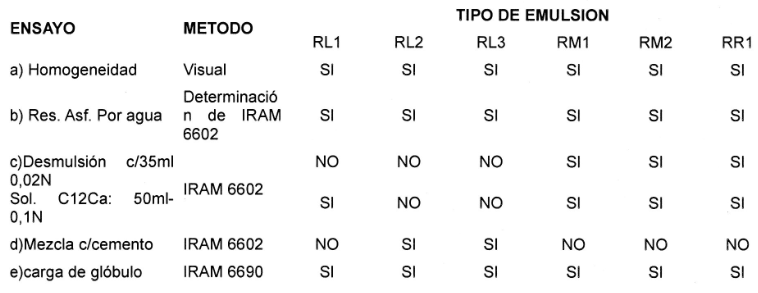 TIPO DE EMULSION
ENSAYO METODO
RL1 RL2 RL3 RM1 RM2 RR1
a) Homogeneidad Visual SI SI SI SI SI SI
Determinació
b) Res. Asf. Por agua n de IRAM SI SI SI SI SI SI
6602
c)Desmulsión c/35ml NO NO NO SI SI SI
0,02N
IRAM 6602
Sol. C12Ca: 50ml- SI NO NO SI SI SI
0,1N
d)Mezcla c/cemento IRAM 6602 NO SI SI NO NO NO
e)carga de glóbulo IRAM 6690 SI SI SI SI SI SI